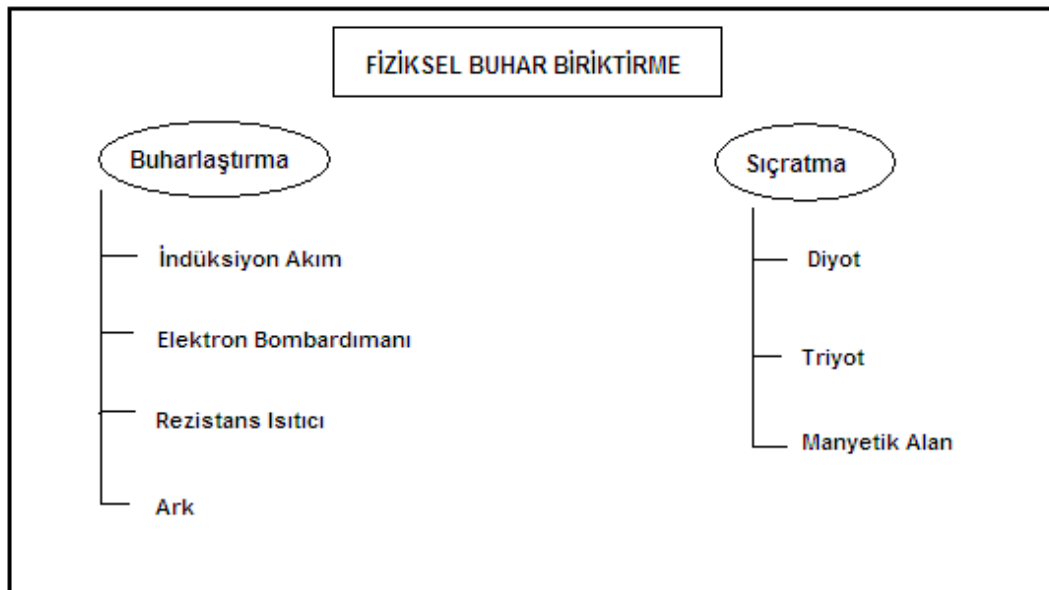 FİZİKSEL BUHAR BİRİKTİRME
Buharlaştırma
İndüksiyon Akım
Elektron Bombardımanı
Rezistans Isıtıcı
Ark
Sıçratma
Diyot
Triyot
Manyetik Alan